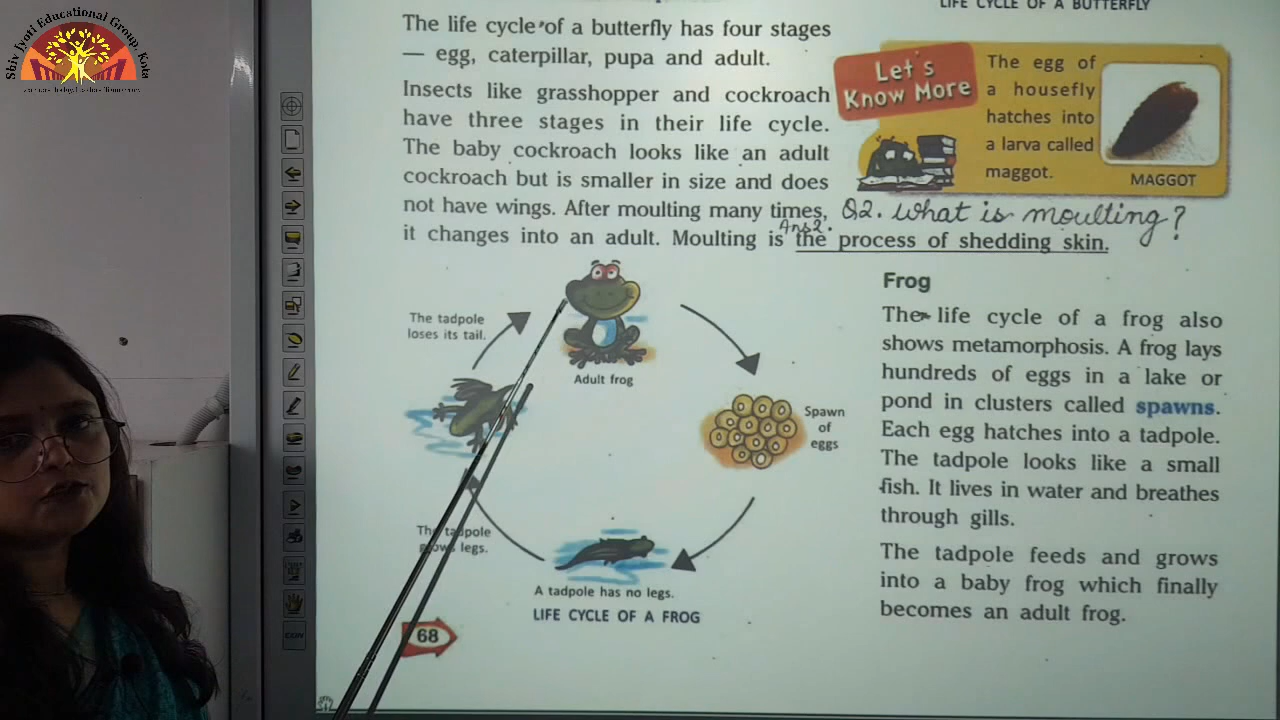 Shiv Jyoti Educational Group, Kota
LIFE CYCLE OF A BUTTERFLY
The life cycle of a butterfly has four stages
— egg, caterpillar, pupa and adult.
Insects like grasshopper and cockroach
have three stages in their life cycle.
The baby cockroach looks like an adult
cockroach but is smaller in size and does
not have wings. After moulting many times,
it changes into an adult. Moulting is the process of shedding skin.
Let's
Know More
The egg of
a housefly
hatches into
a larva called
maggot.
MAGGOT
Q2. What is moulting?
Ans2.
The tadpole
loses its tail.
Adult frog
Spawn
of
eggs
The tadpole
grows legs.
A tadpole has no legs.
LIFE CYCLE OF A FROG
68
Frog
The life cycle of a frog also
shows metamorphosis. A frog lays
hundreds of eggs in a lake or
pond in clusters called spawns.
Each egg hatches into a tadpole.
The tadpole looks like a small
fish. It lives in water and breathes
through gills.
The tadpole feeds and grows
into a baby frog which finally
becomes an adult frog.